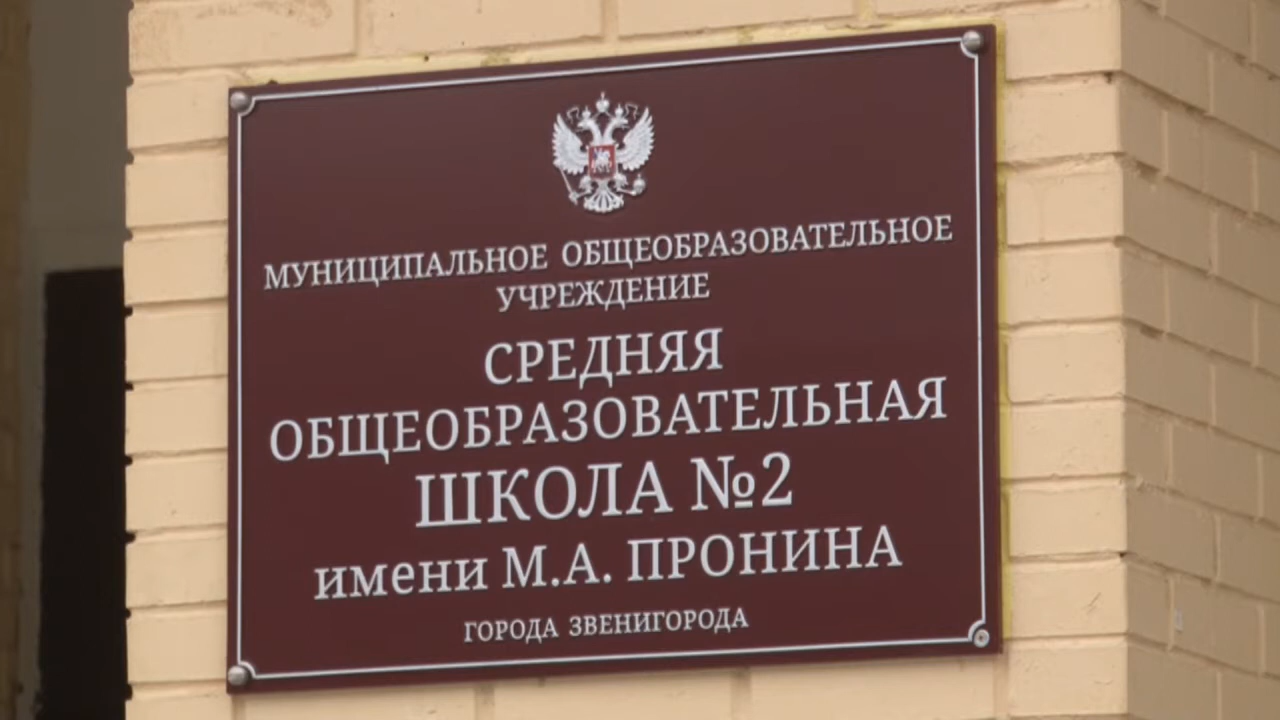 МУНИЦИПАЛЬНОЕ ОБЩЕОБРАЗОВАТЕЛЬНОЕ
УЧРЕЖДЕНИЕ
СРЕДНЯЯ
ОБЩЕОБРАЗОВАТЕЛЬНАЯ
ШКОЛА №2
имени М.А. ПРОНИНА
ГОРОДА ЗВЕНИГОРОДА